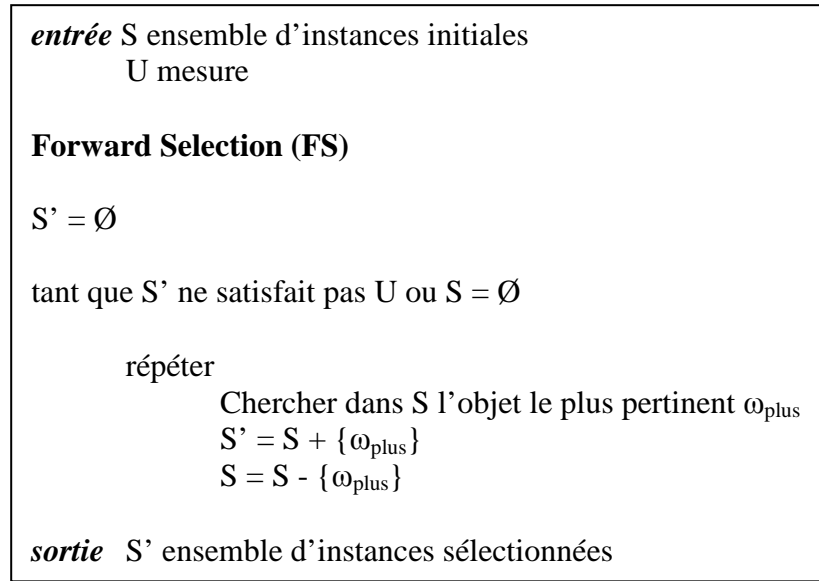 entrée S ensemble d’instances initiales
U mesure
Forward Selection (FS)
S’ = Ø
tant que S’ ne satisfait pas U ou S = Ø
répéter
Chercher dans S l’objet le plus pertinent ωplus
S’ = S + {ωplus}
S = S - {ωplus}
sortie S’ ensemble d’instances sélectionnées